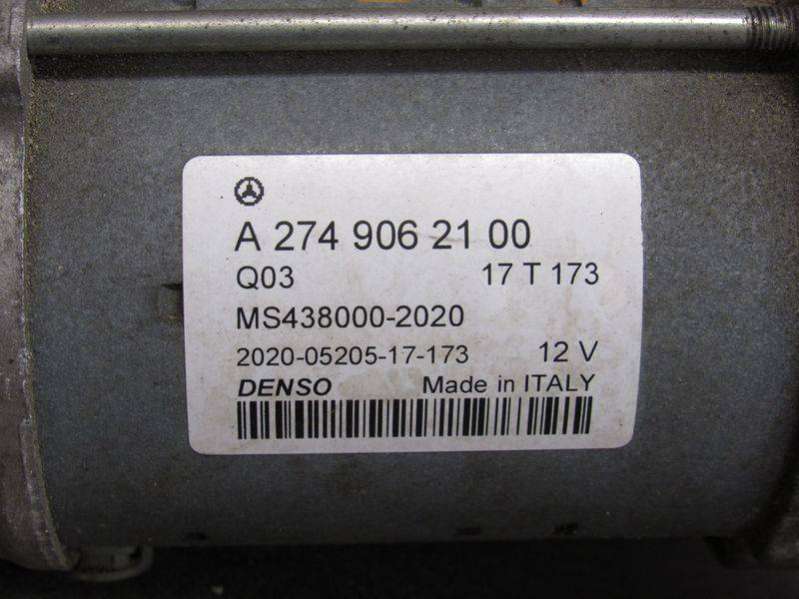 A 274 906 21 00
Q03 17 T 173
MS438000-2020
2020-05205-17-173 12 V
DENSO Made in ITALY